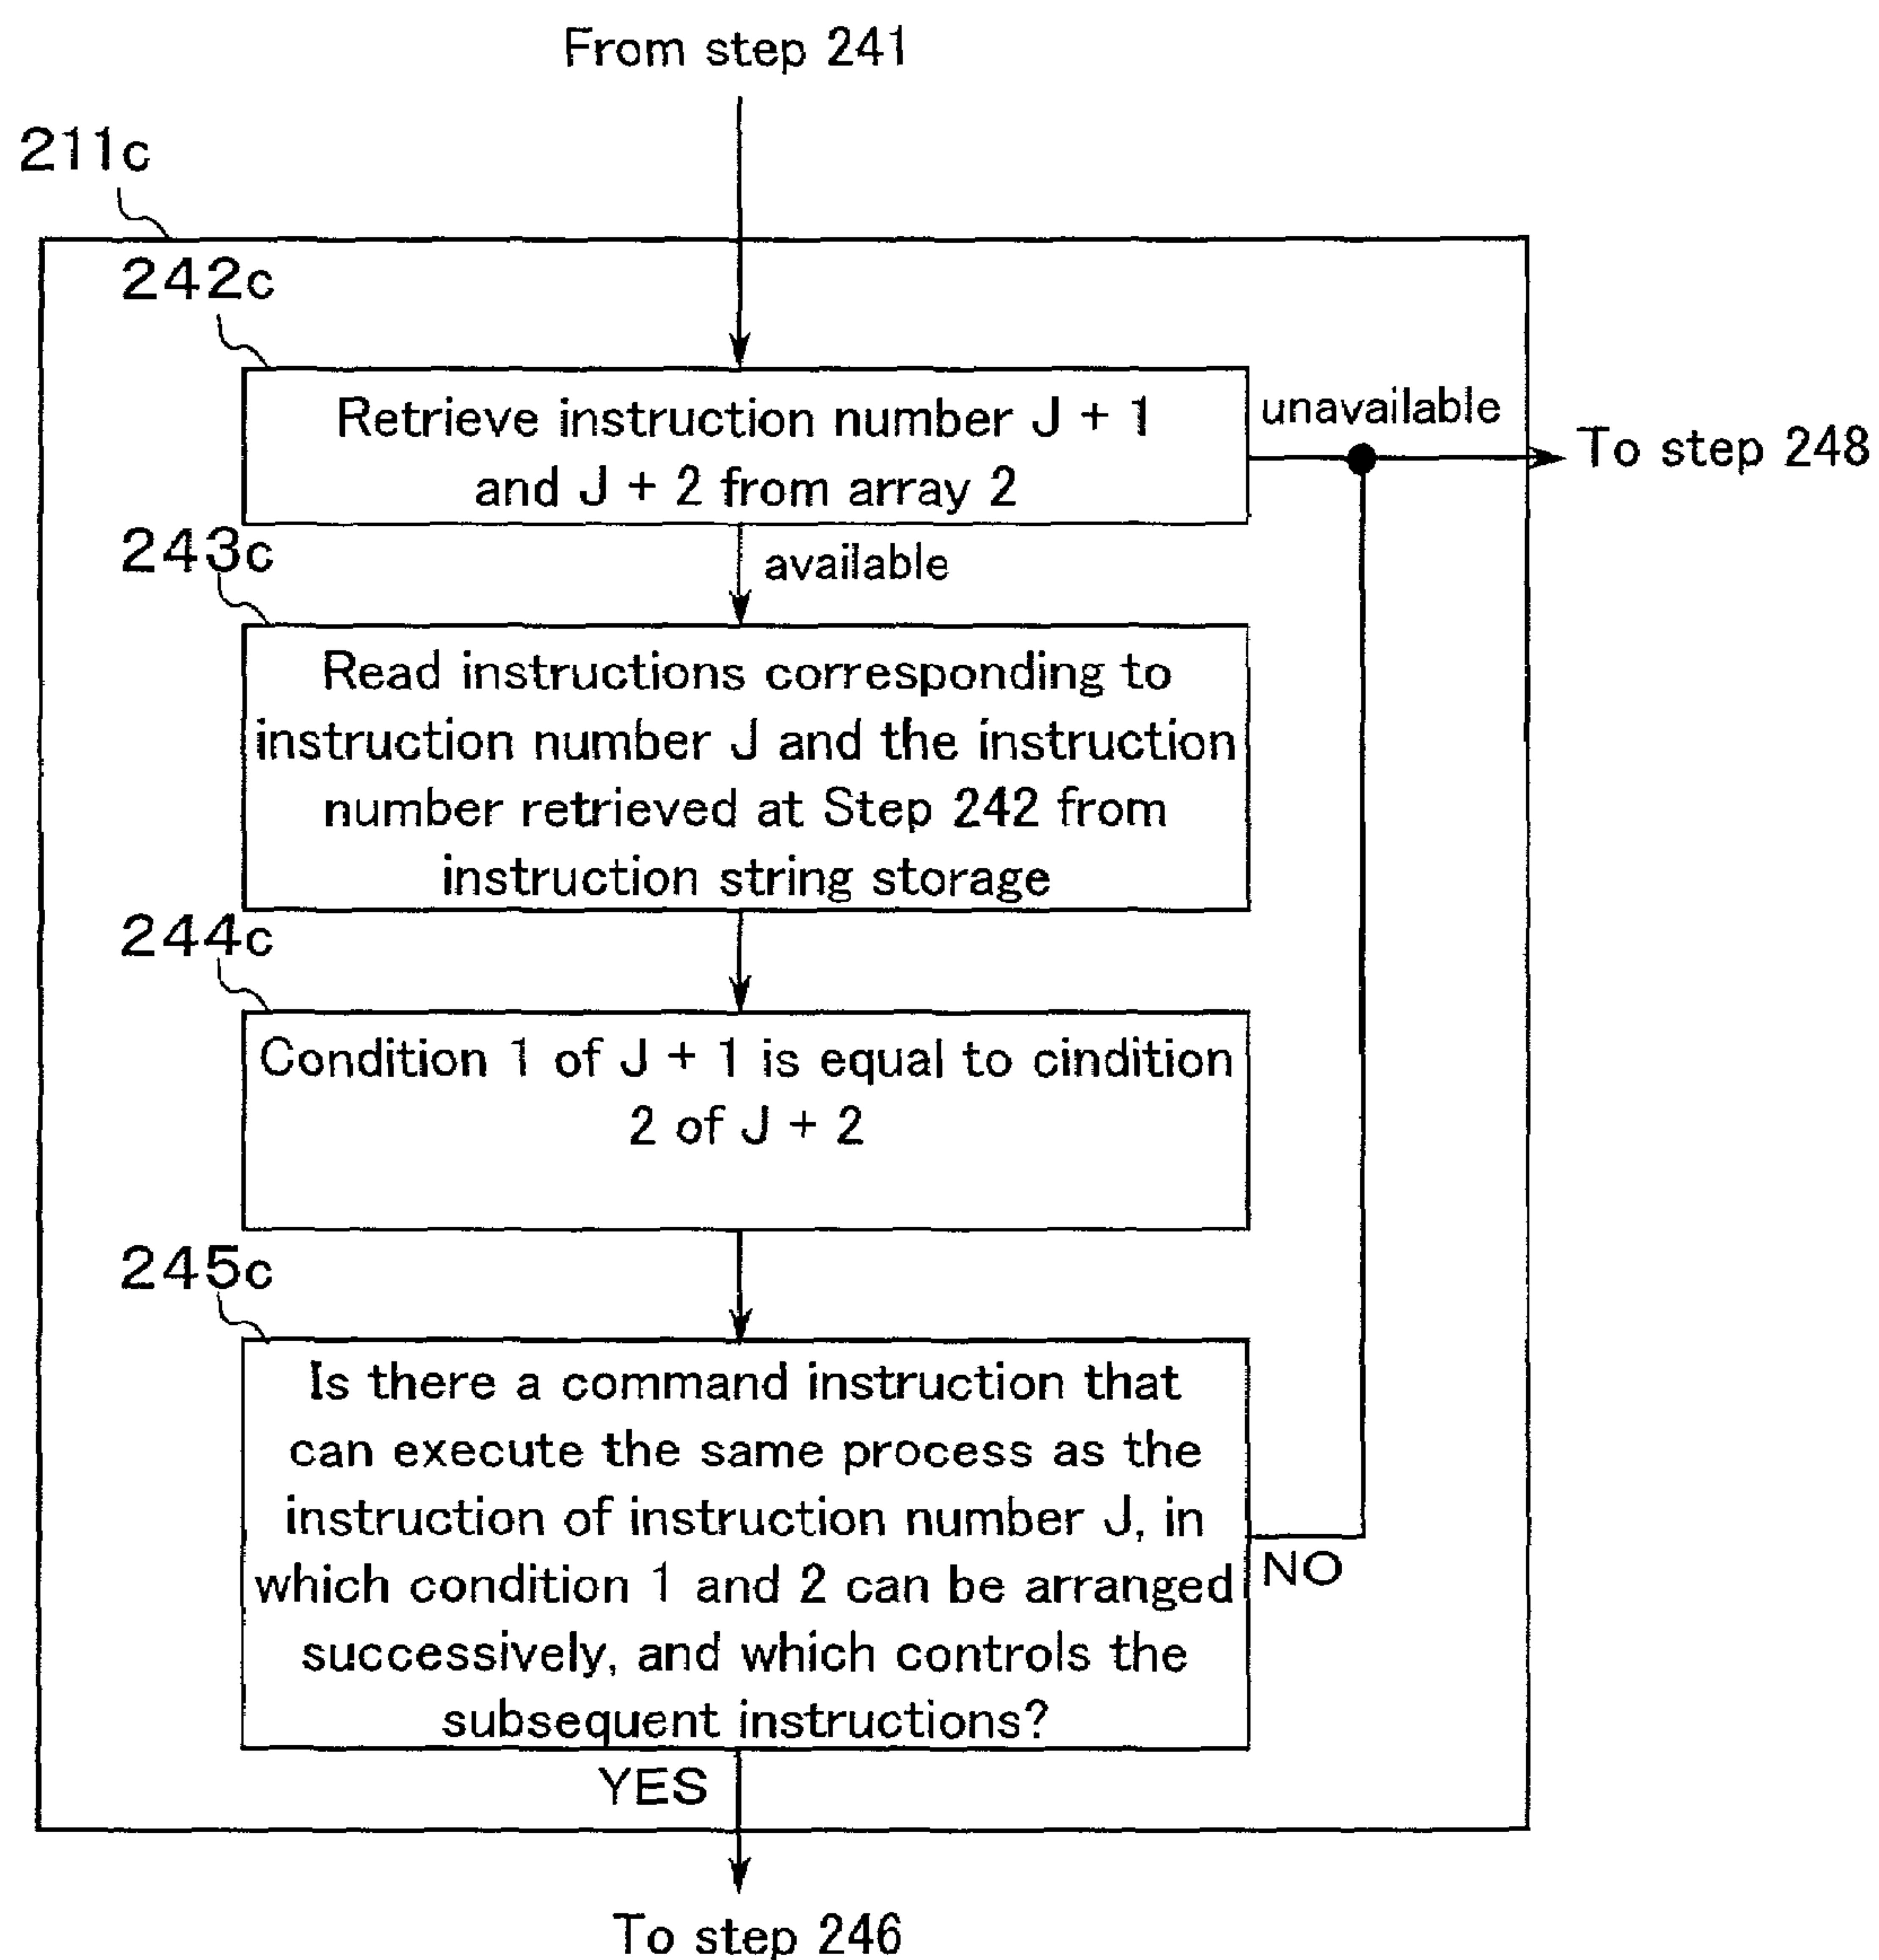 From step 241
211c
242c
Retrieve instruction number J + 1
and J + 2 from array 2
unavailable
To step 248
243c
available
Read instructions corresponding to
instruction number J and the instruction
number retrieved at Step 242 from
instruction string storage
244c
Condition 1 of J + 1 is equal to cindition
2 of J + 2
245c
Is there a command instruction that
can execute the same process as the
instruction of instruction number J, in
which condition 1 and 2 can be arranged
successively, and which controls the
subsequent instructions?
NO
YES
To step 246